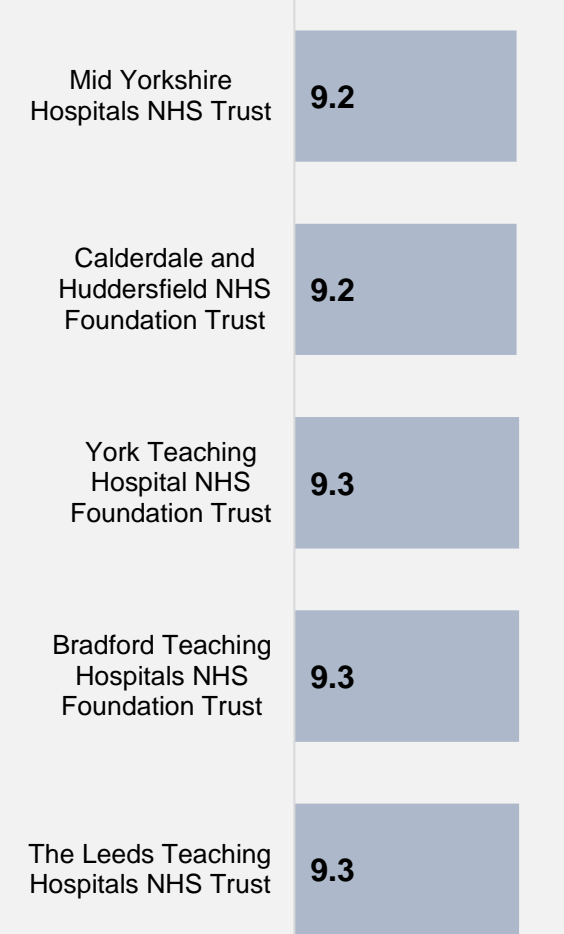 Mid Yorkshire
Hospitals NHS Trust
9.2
Calderdale and
Huddersfield NHS
Foundation Trust
9.2
York Teaching
Hospital NHS
Foundation Trust
9.3
Bradford Teaching
Hospitals NHS
Foundation Trust
9.3
The Leeds Teaching
Hospitals NHS Trust
9.3